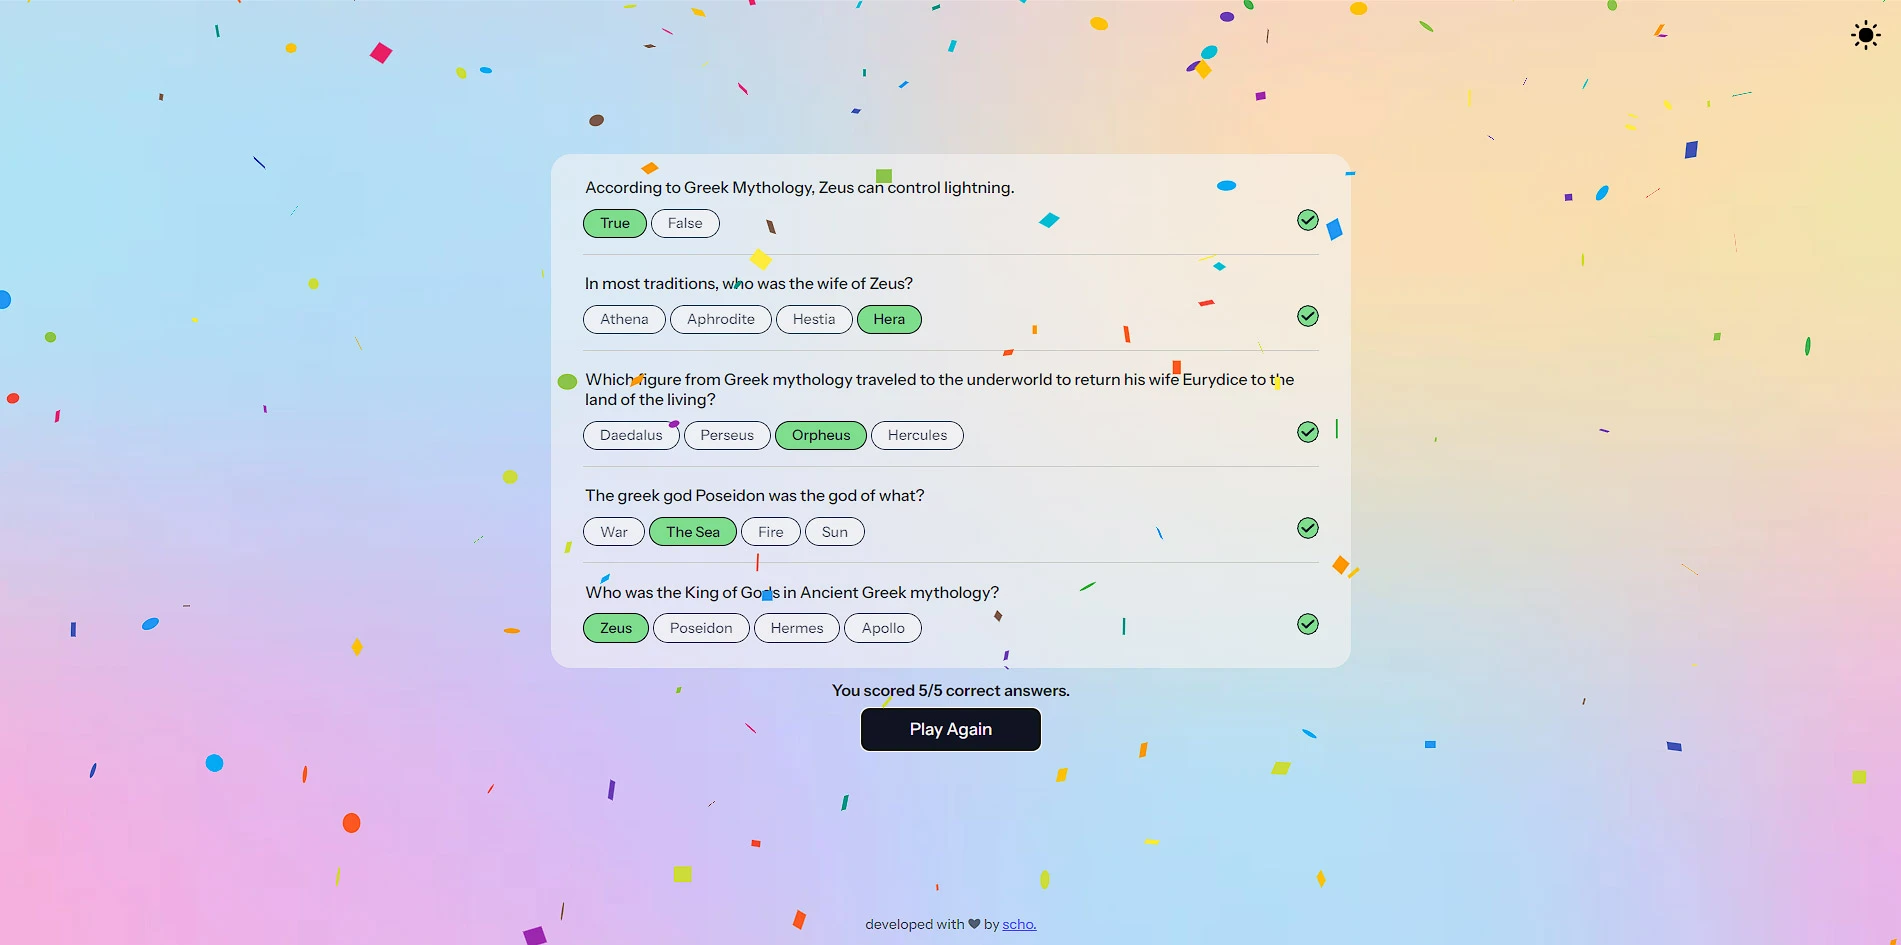 According to Greek Mythology, Zeus can control lightning.
True False
In most traditions, who was the wife of Zeus?
Athena Aphrodite Hestia Hera
Which figure from Greek mythology traveled to the underworld to return his wife Eurydice to the
land of the living?
Daedalus Perseus Orpheus Hercules
The greek god Poseidon was the god of what?
War The Sea Fire Sun
Who was the King of Gods in Ancient Greek mythology?
Zeus Poseidon Hermes Apollo
You scored 5/5 correct answers.
Play Again
developed with 🖤 by scho.